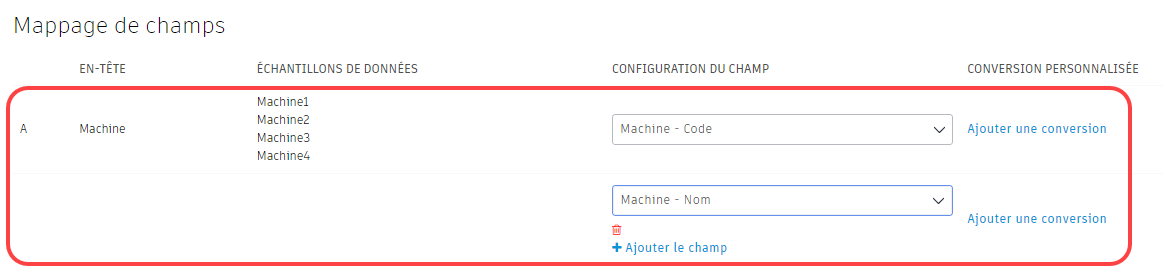 Mappage de champs
EN-TÊTE ÉCHANTILLONS DE DONNÉES CONFIGURATION DU CHAMP CONVERSION PERSONNALISÉE
A Machine Machine1 Machine - Code Ajouter une conversion
Machine2
Machine3
Machine4
Machine - Nom Ajouter une conversion
Ajouter le champ